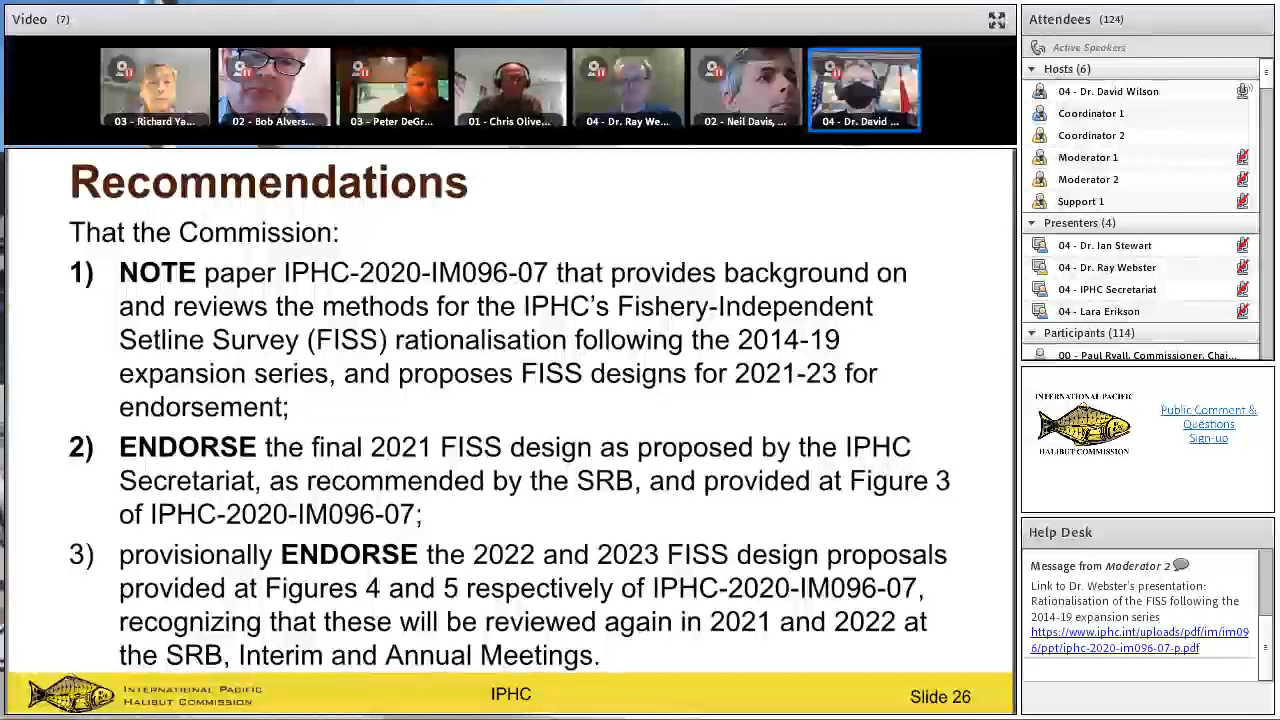 Video (7)
03 - Richard Ya...
02 - Bob Alvers...
03 - Peter DeGr...
01 - Chris Olive...
04 - Dr. Ray We...
02 - Neil Davis, ...
04 - Dr. David ...
Recommendations
That the Commission:
1) NOTE paper IPHC-2020-IM096-07 that provides background on
and reviews the methods for the IPHC’s Fishery-Independent
Setline Survey (FISS) rationalisation following the 2014-19
expansion series, and proposes FISS designs for 2021-23 for
endorsement;
2) ENDORSE the final 2021 FISS design as proposed by the IPHC
Secretariat, as recommended by the SRB, and provided at Figure 3
of IPHC-2020-IM096-07;
3) provisionally ENDORSE the 2022 and 2023 FISS design proposals
provided at Figures 4 and 5 respectively of IPHC-2020-IM096-07,
recognizing that these will be reviewed again in 2021 and 2022 at
the SRB, Interim and Annual Meetings.
INTERNATIONAL PACIFIC
HALIBUT COMMISSION
IPHC
Slide 26
Attendees (124)
Active Speakers
Hosts (6)
04 - Dr. David Wilson
Coordinator 1
Coordinator 2
Moderator 1
Moderator 2
Support 1
Presenters (4)
04 - Dr. Ian Stewart
04 - Dr. Ray Webster
04 - IPHC Secretariat
04 - Lara Erikson
Participants (114)
00 - Paul Ryall, Commissioner, Chai...
INTERNATIONAL PACIFIC
HALIBUT COMMISSION
Public Comment &
Questions
Sign-up
Help Desk
Message from Moderator 2
Link to Dr. Webster's presentation:
Rationalisation of the FISS following the
2014-19 expansion series
https://www.iphc.int/uploads/pdf/im/im09
6/ppt/iphc-2020-im096-07-p.pdf